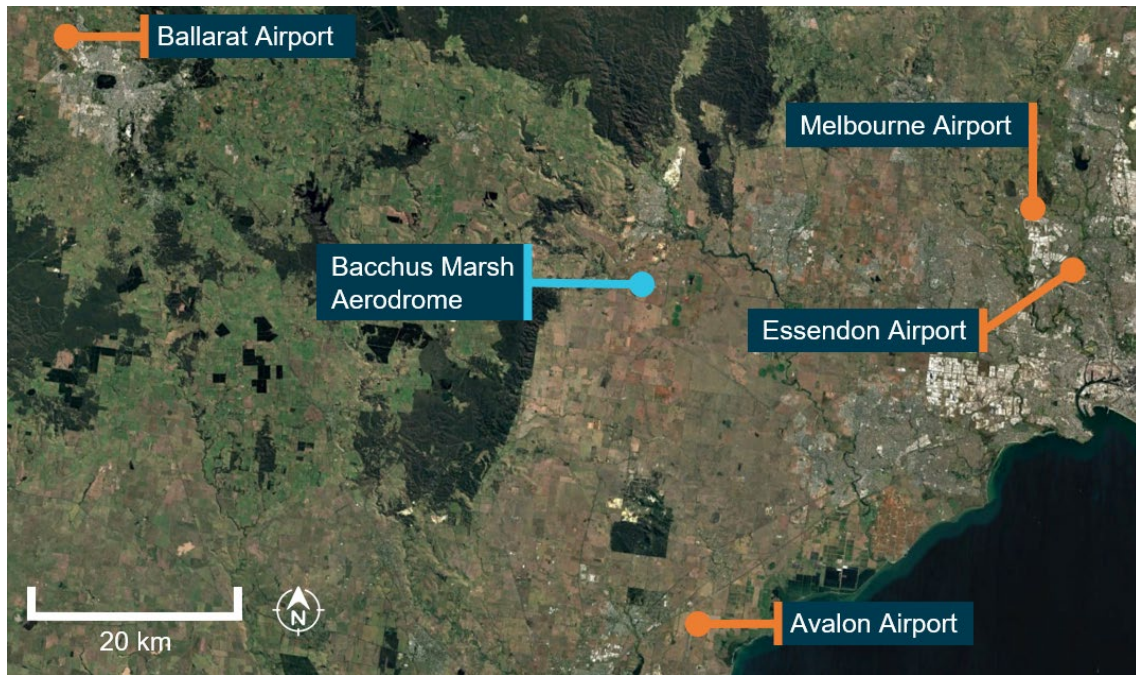 Ballarat Airport
Melbourne Airport
Bacchus Marsh
Aerodrome
Essendon Airport
20 km
N
Avalon Airport